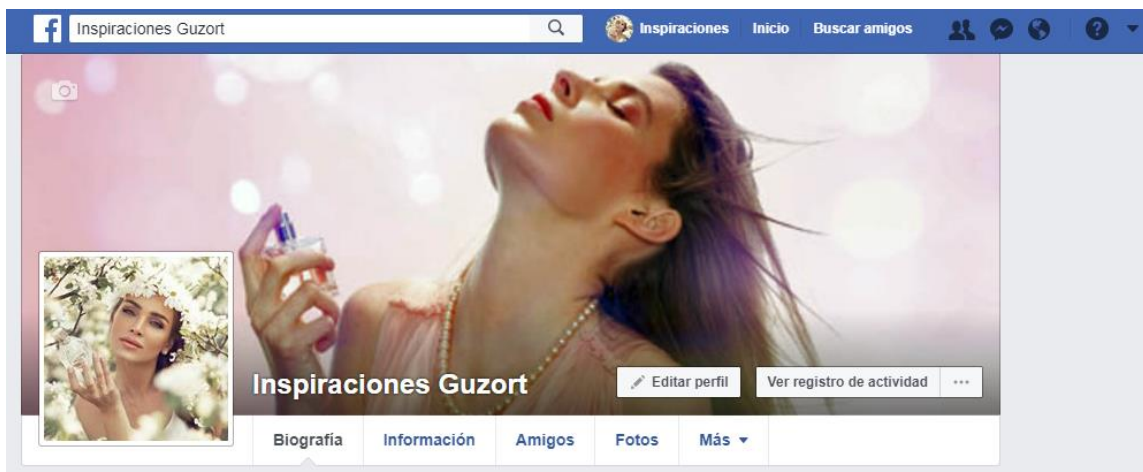 Inspiraciones Guzort
Inspiraciones Inicio Buscar amigos
Inspiraciones Guzort
Editar perfil
Ver registro de actividad
Biografía Información Amigos Fotos Más